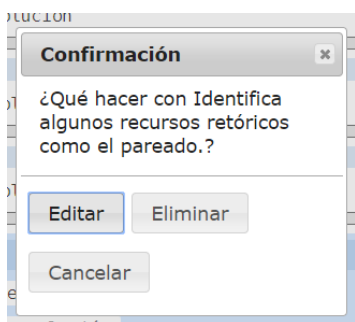 Confirmación
¿Qué hacer con Identifica
algunos recursos retóricos
como el pareado.?
Editar Eliminar
Cancelar